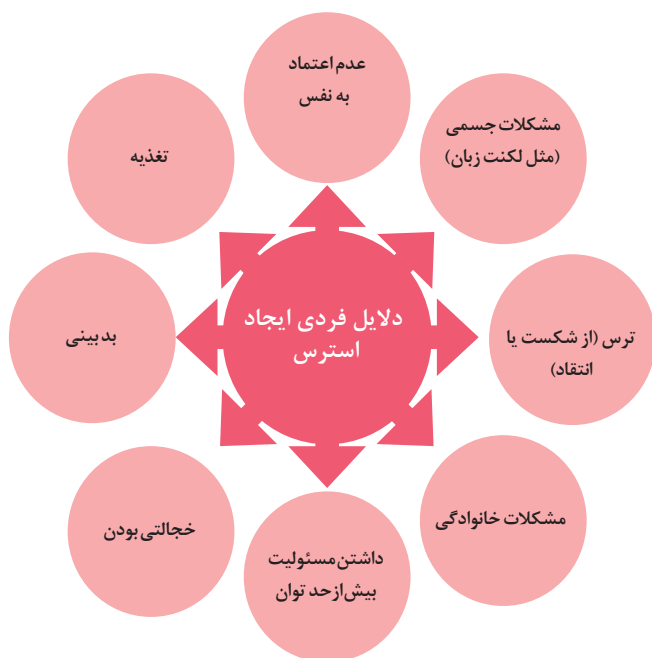 دلایل فردی ایجاد
استرس
عدم اعتماد
به نفس
مشکلات جسمی
(مثل لکنت زبان)
ترس (از شکست یا
انتقاد)
مشکلات خانوادگی
داشتن مسئولیت
بیش از حد توان
خجالتی بودن
بدبینی
تغذیه